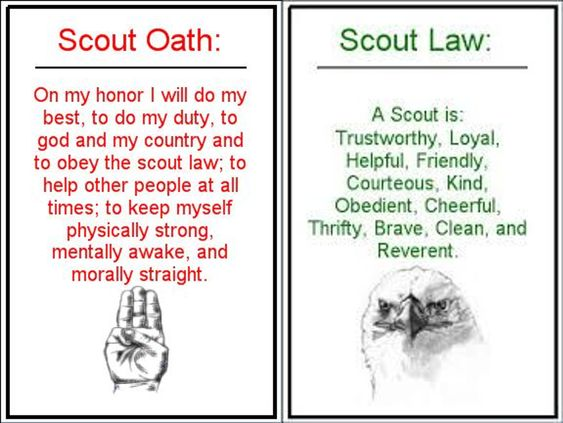 Scout Oath:
On my honor I will do my
best, to do my duty, to
god and my country and
to obey the scout law; to
help other people at all
times; to keep myself
physically strong,
mentally awake, and
morally straight.
Scout Law:
A Scout is:
Trustworthy, Loyal,
Helpful, Friendly,
Courteous, Kind,
Obedient, Cheerful,
Thrifty, Brave, Clean, and
Reverent.